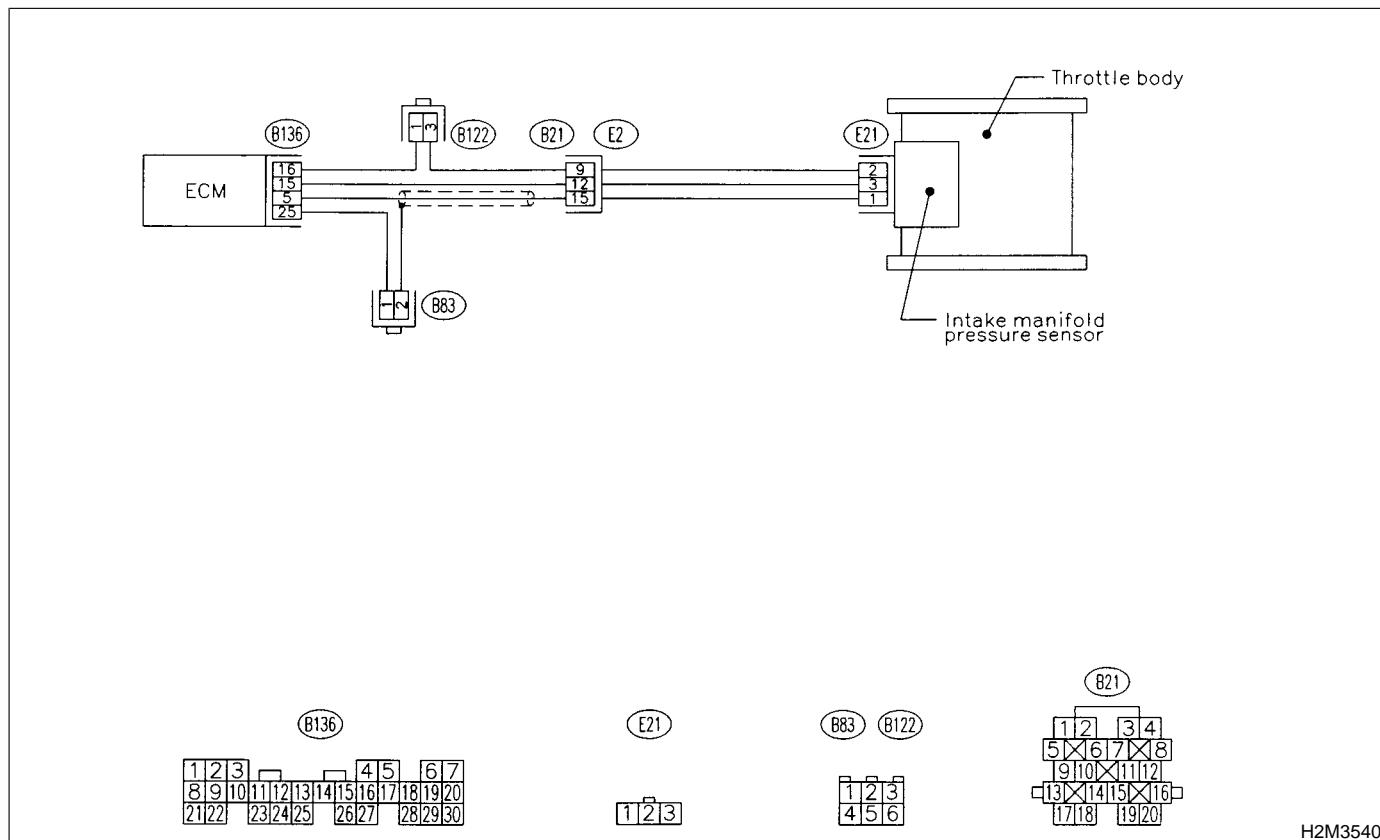 Throttle body
B136
B122
B21
E2
E21
1 3
ECM
16
15
5
25
9
12
15
2
3
1
1 2
B83
Intake manifold
pressure sensor
B136
E21
B83
B122
B21
1 2 3 4 5 6 7
8 9 10 11 12 13 14 15 16 17 18 19 20
21 22 23 24 25 26 27 28 29 30
1 2 3
1 2 3
4 5 6
1 2 3 4
5 6 7 8
9 10 11 12
13 14 15 16
17 18 19 20
H2M3540